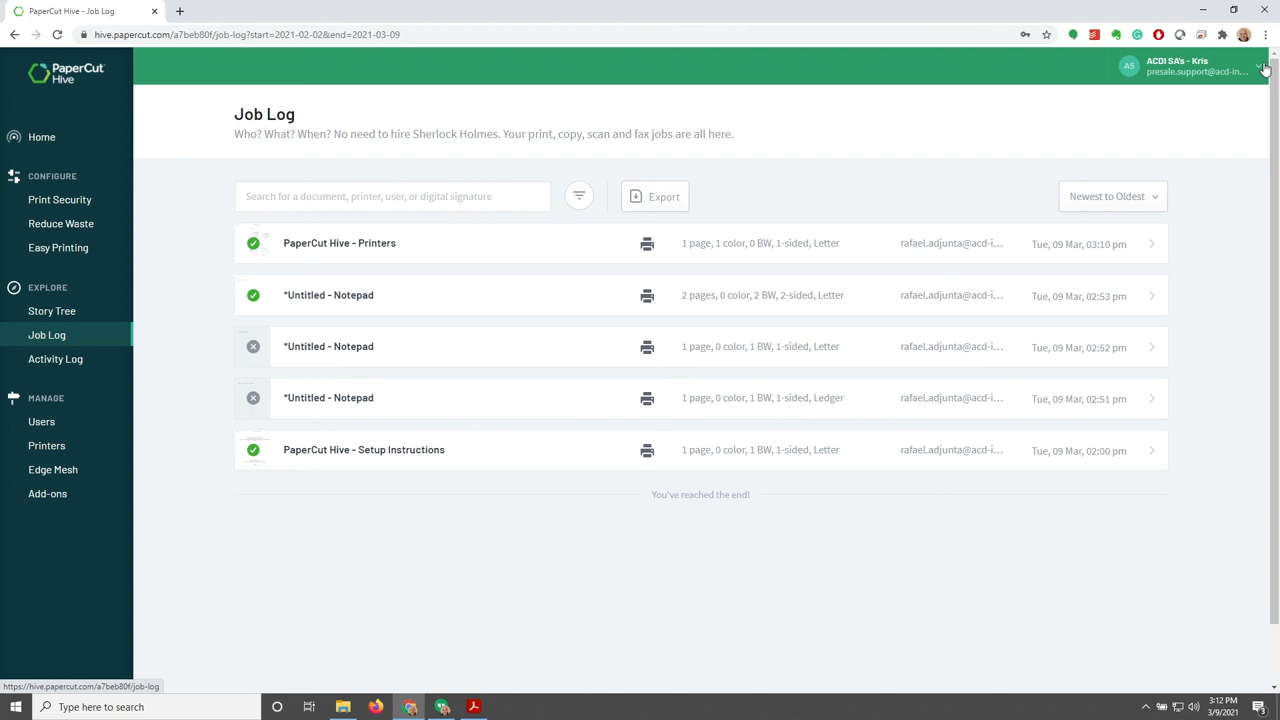 PaperCut Hive - Job Log
hive.papercut.com/a7beb80f/job-log?start=2021-02-02&end=2021-03-09
PaperCut
Hive
AS
ACDI SA's - Kris
presale.support@acd-in...
Home
CONFIGURE
Print Security
Reduce Waste
Easy Printing
EXPLORE
Story Tree
Job Log
Activity Log
MANAGE
Users
Printers
Edge Mesh
Add-ons
Job Log
Who? What? When? No need to hire Sherlock Holmes. Your print, copy, scan and fax jobs are all here.
Search for a document, printer, user, or digital signature
Export
Newest to Oldest
PaperCut Hive - Printers 1 page, 1 color, 0 BW, 1-sided, Letter rafael.adjunta@acd-i... Tue, 09 Mar, 03:10 pm
*Untitled - Notepad 2 pages, 0 color, 2 BW, 2-sided, Letter rafael.adjunta@acd-i... Tue, 09 Mar, 02:53 pm
*Untitled - Notepad 1 page, 0 color, 1 BW, 1-sided, Letter rafael.adjunta@acd-i... Tue, 09 Mar, 02:52 pm
*Untitled - Notepad 1 page, 0 color, 1 BW, 1-sided, Ledger rafael.adjunta@acd-i... Tue, 09 Mar, 02:51 pm
PaperCut Hive - Setup Instructions 1 page, 0 color, 1 BW, 1-sided, Letter rafael.adjunta@acd-i... Tue, 09 Mar, 02:00 pm
You've reached the end!
https://hive.papercut.com/a7beb80f/job-log
Type here to search
3:12 PM
3/9/2021
3